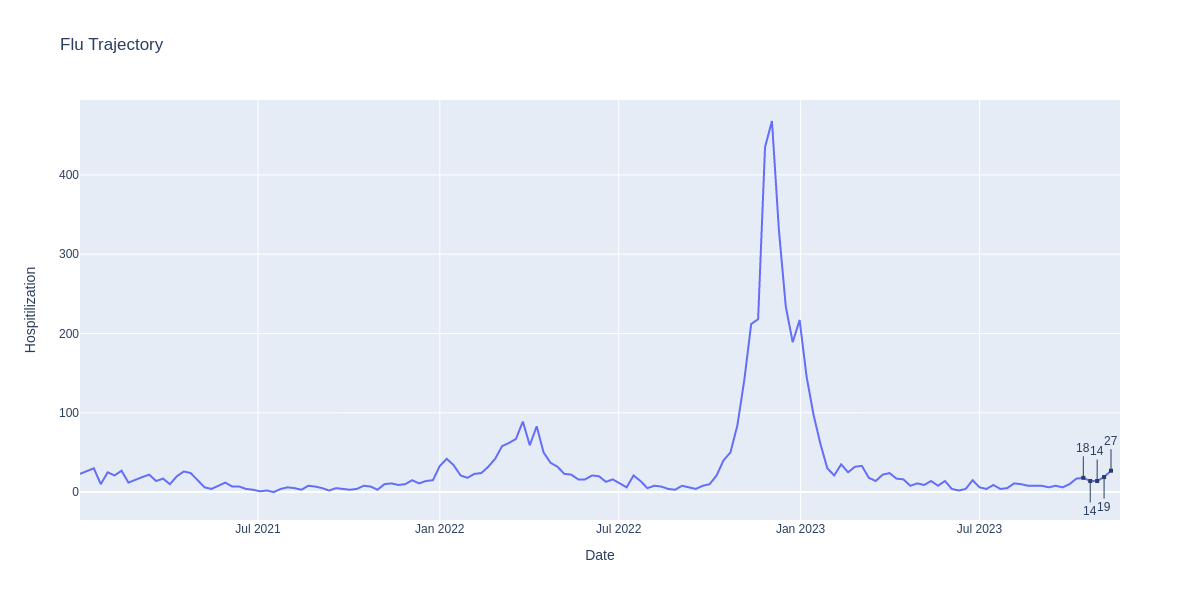 Flu Trajectory
Hospitilization
400
300
200
100
0
18
14
27
14
19
Jul 2021
Jan 2022
Jul 2022
Jan 2023
Jul 2023
Date